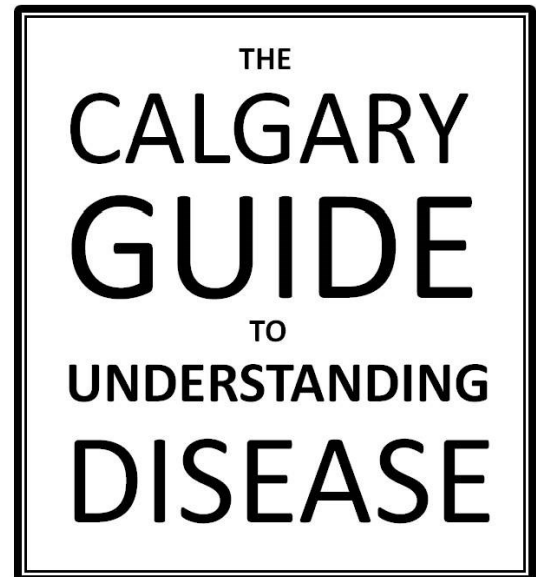 THE
CALGARY
GUIDE
TO
UNDERSTANDING
DISEASE